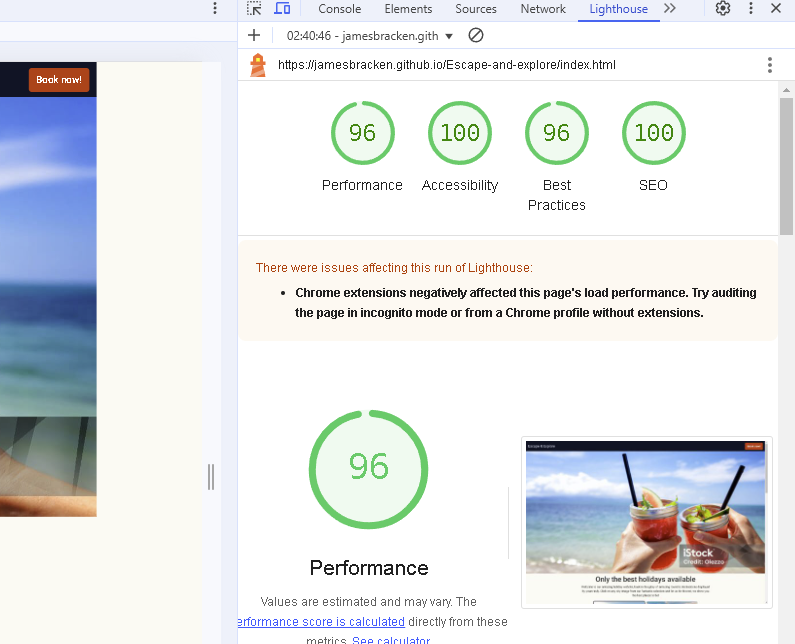 Console Elements Sources Network Lighthouse
02:40:46 - jamesbracken.gith
https://jamesbracken.github.io/Escape-and-explore/index.html
Book now!
96 100 96 100
Performance Accessibility Best Practices SEO
There were issues affecting this run of Lighthouse:
Chrome extensions negatively affected this page's load performance. Try auditing
the page in incognito mode or from a Chrome profile without extensions.
96
Performance
Values are estimated and may vary. The
erformance score is calculated directly from these
metrics. See calculator
iStock
Credit: Olezzo
Only the best holidays available